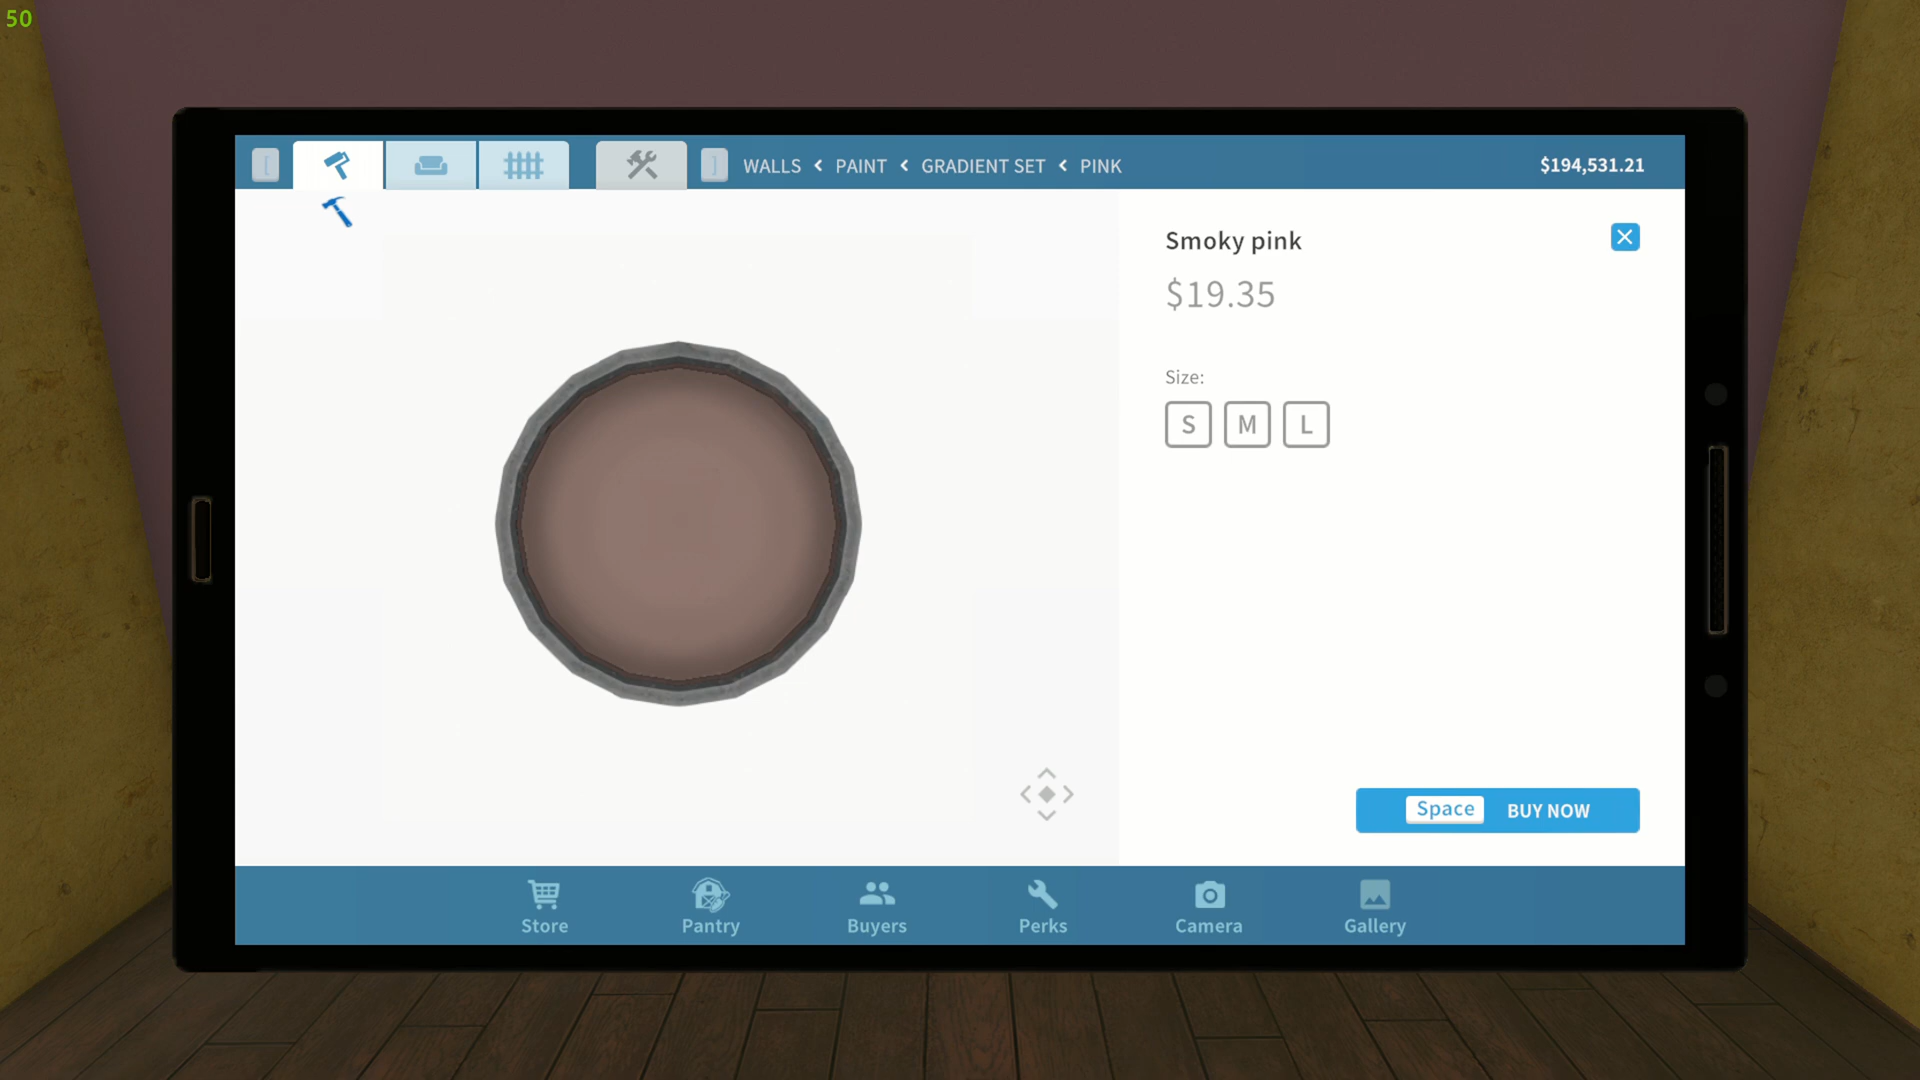 50
[
]
WALLS < PAINT < GRADIENT SET < PINK
$194,531.21
Smoky pink
$19.35
Size:
S M L
Space BUY NOW
Store Pantry Buyers Perks Camera Gallery